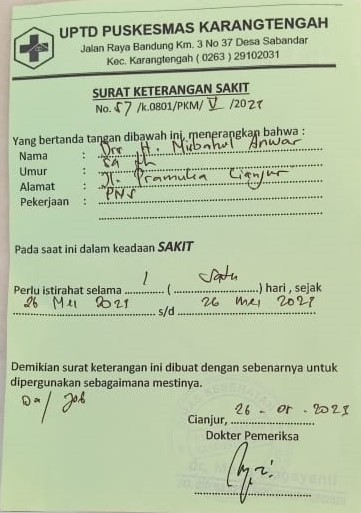 UPTD PUSKESMAS KARANGTENGAH
Jalan Raya Bandung Km. 3 No 37 Desa Sabandar
Kec. Karangtengah ( 0263 ) 29102031
SURAT KETERANGAN SAKIT
No. 57 /k.0801/PKM/ V /2021
Yang bertanda tangan dibawah ini, menerangkan bahwa :
Nama : Drs H. Mubahul Anwar
Umur : th
Alamat : Jl. Pramuka Cianjur
Pekerjaan : PNS
Pada saat ini dalam keadaan SAKIT
Perlu istirahat selama 1 ( Satu ) hari , sejak
26 Mei 2021 s/d 26 Mei 2021
Demikian surat keterangan ini dibuat dengan sebenarnya untuk
dipergunakan sebagaimana mestinya.
Cianjur, 26 - 05 - 2021
Dokter Pemeriksa